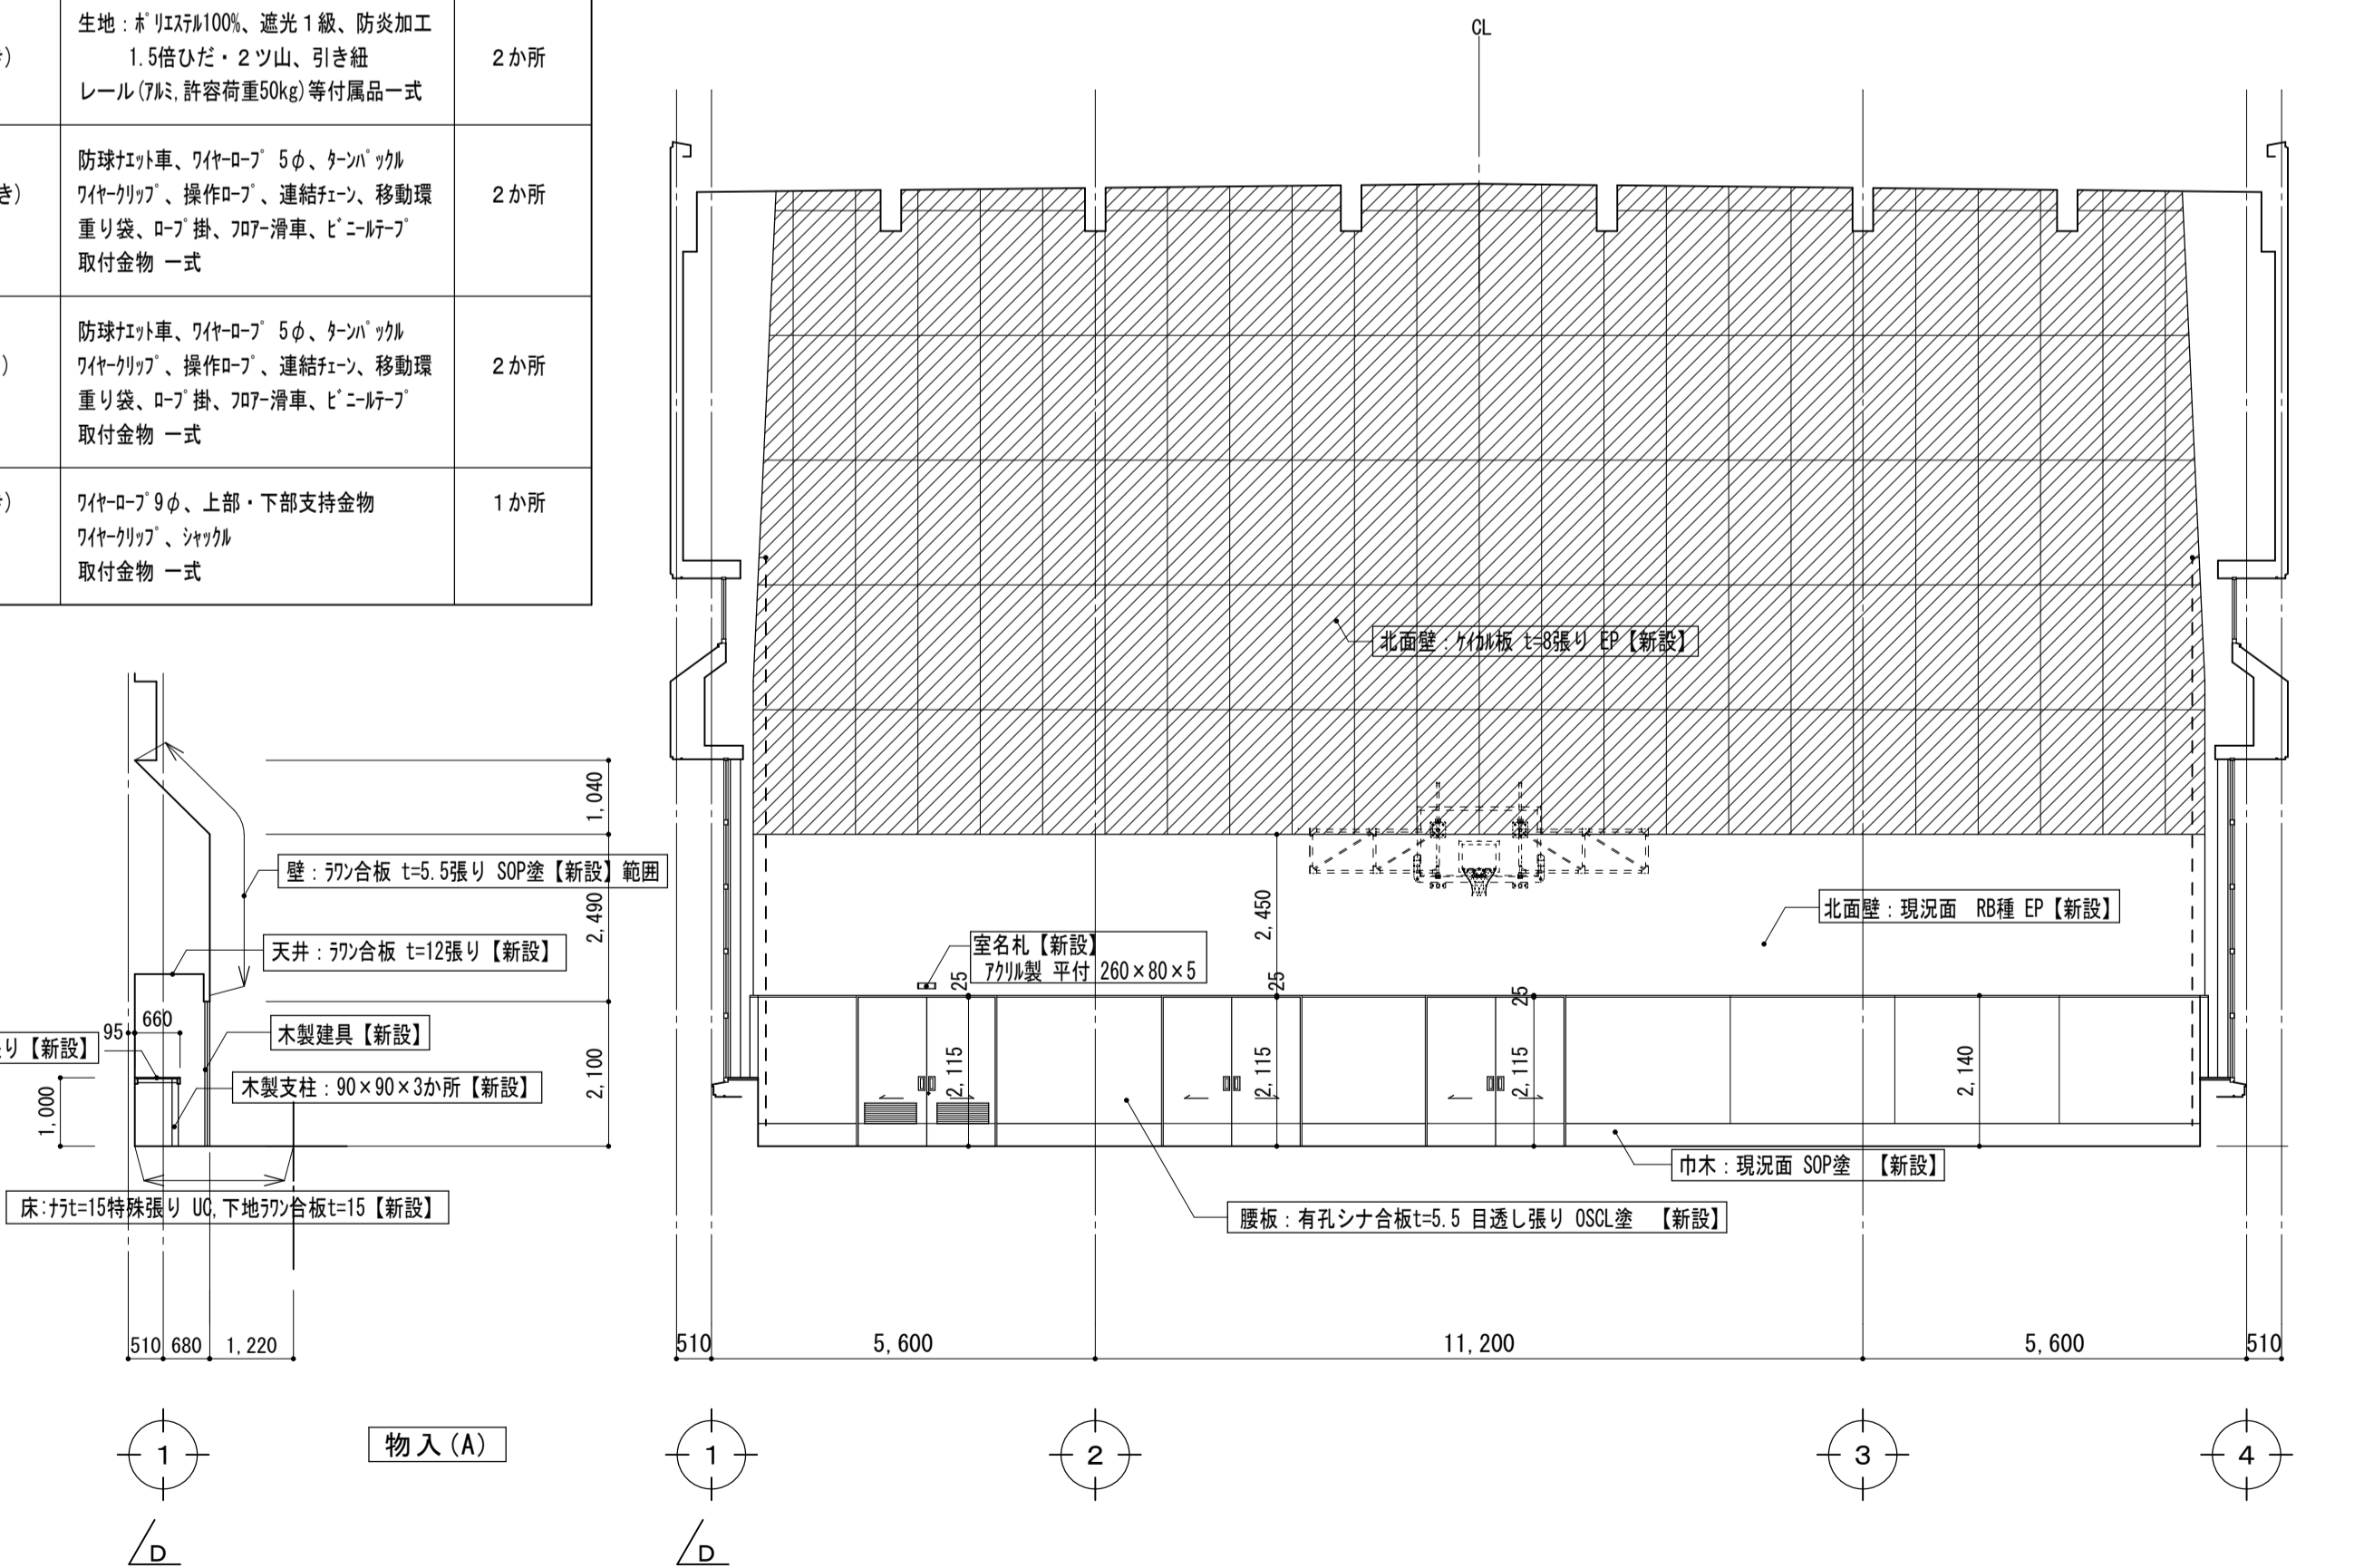 生地：ﾎﾟﾘｴｽﾃﾙ100%、遮光１級、防炎加工
1.5倍ひだ・２ツ山、引き紐
レール(ｱﾙﾐ,許容荷重50kg)等付属品一式
２か所
防球ﾅｴｯﾄ車、ﾜｲﾔｰﾛｰﾌﾟ 5φ、ﾀｰﾝﾊﾞｯｸﾙ
ﾜｲﾔｰｸﾘｯﾌﾟ、操作ﾛｰﾌﾟ、連結ﾁｪｰﾝ、移動環
重り袋、ﾛｰﾌﾟ掛、ﾌﾛｱｰ滑車、ﾋﾞﾆｰﾙﾃｰﾌﾟ
取付金物 一式
き)
２か所
防球ﾅｴｯﾄ車、ﾜｲﾔｰﾛｰﾌﾟ 5φ、ﾀｰﾝﾊﾞｯｸﾙ
ﾜｲﾔｰｸﾘｯﾌﾟ、操作ﾛｰﾌﾟ、連結ﾁｪｰﾝ、移動環
重り袋、ﾛｰﾌﾟ掛、ﾌﾛｱｰ滑車、ﾋﾞﾆｰﾙﾃｰﾌﾟ
取付金物 一式
)
２か所
ﾜｲﾔｰﾛｰﾌﾟ9φ、上部・下部支持金物
ﾜｲﾔｰｸﾘｯﾌﾟ、ｼｬｯｸﾙ
取付金物 一式
１か所
CL
北面壁：ｹｲｶﾙ板 t=8張り EP【新設】
北面壁：現況面　RB種 EP【新設】
室名札【新設】
ｱｸﾘﾙ製 平付 260×80×5
2,450
25
25
25
2,115
2,115
2,115
2,140
巾木：現況面 SOP塗　【新設】
腰板：有孔シナ合板t=5.5 目透し張り OSCL塗　【新設】
510
5,600
11,200
5,600
510
1
2
3
4
D
壁：ﾗﾜﾝ合板 t=5.5張り SOP塗【新設】範囲
天井：ﾗﾜﾝ合板 t=12張り【新設】
木製建具【新設】
木製支柱：90×90×3か所【新設】
り【新設】
床:ﾅﾗt=15特殊張り UC,下地ﾗﾜﾝ合板t=15【新設】
1,040
2,490
2,100
95
660
1,000
510
680
1,220
1
物入(A)
D